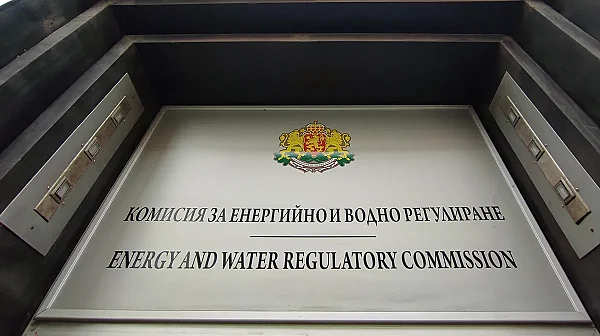 КОМИСИЯ ЗА ЕНЕРГИЙНО И ВОДНО РЕГУЛИРАНЕ
ENERGY AND WATER REGULATORY COMMISSION